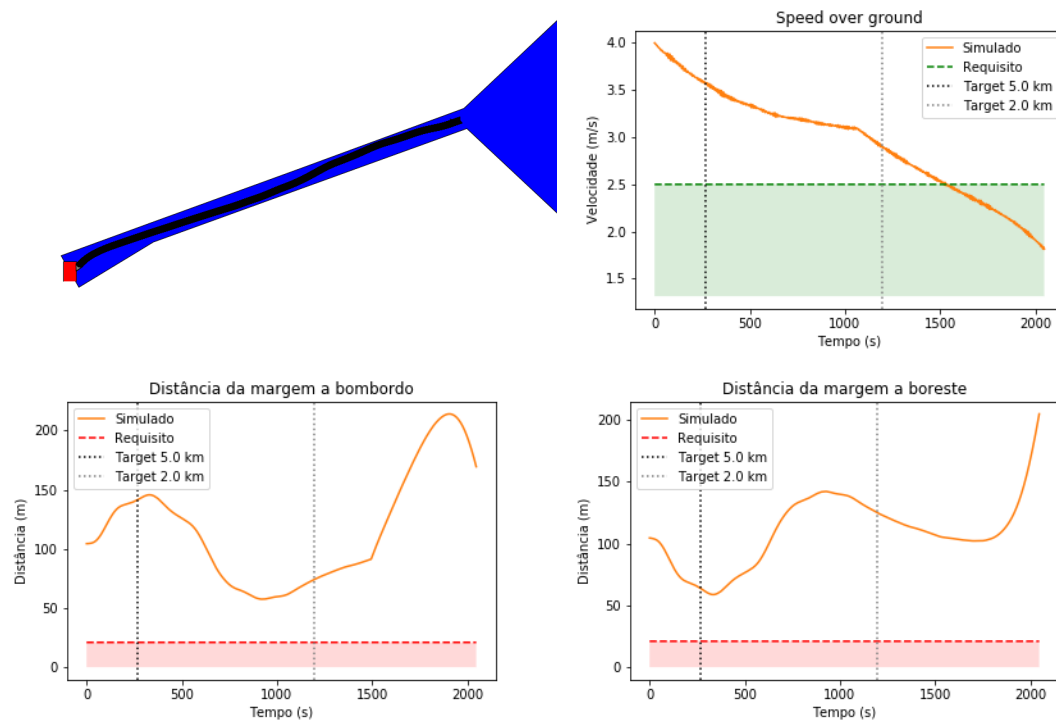 Speed over ground
4.0
3.5
3.0
2.5
2.0
1.5
Velocidade (m/s)
Simulado
Requisito
Target 5.0 km
Target 2.0 km
0
500
1000
1500
2000
Tempo (s)
Distância da margem a bombordo
200
150
100
50
0
Distância (m)
Simulado
Requisito
Target 5.0 km
Target 2.0 km
0
500
1000
1500
2000
Tempo (s)
Distância da margem a boreste
200
150
100
50
0
Distância (m)
Simulado
Requisito
Target 5.0 km
Target 2.0 km
0
500
1000
1500
2000
Tempo (s)